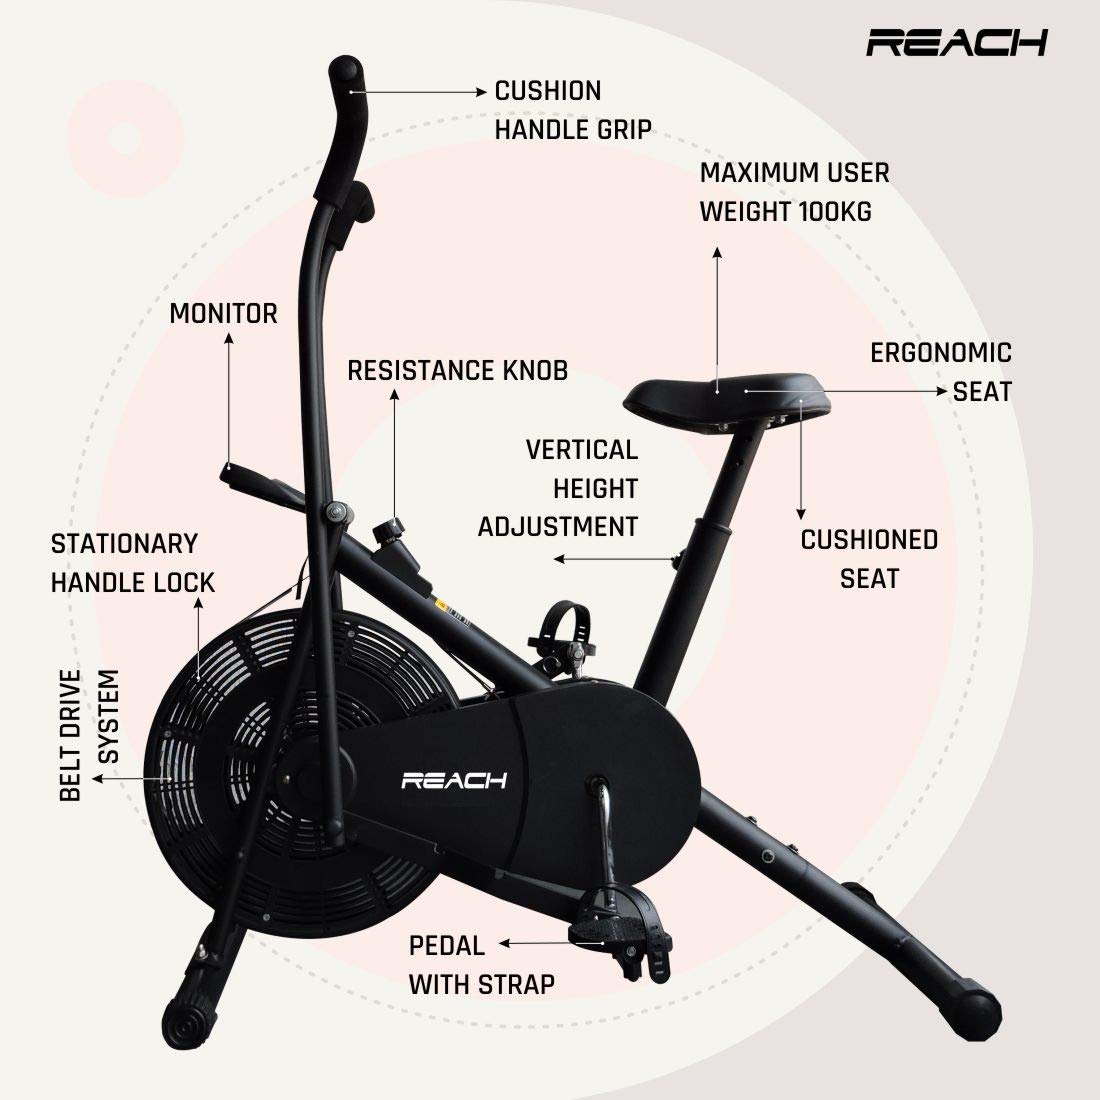 REACH
CUSHION
HANDLE GRIP
MAXIMUM USER
WEIGHT 100KG
MONITOR
RESISTANCE KNOB
ERGONOMIC
SEAT
VERTICAL
HEIGHT
ADJUSTMENT
CUSHIONED
SEAT
STATIONARY
HANDLE LOCK
BELT DRIVE
SYSTEM
REACH
PEDAL
WITH STRAP